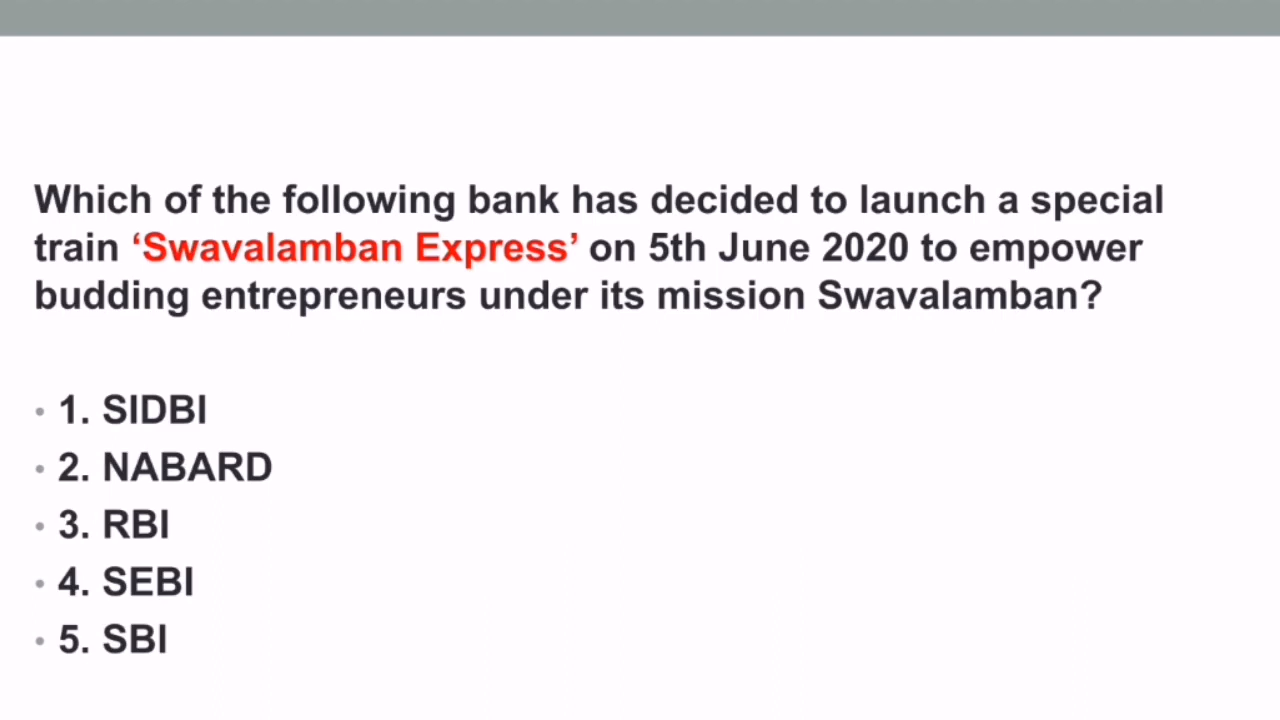 Which of the following bank has decided to launch a special
train ‘Swavalamban Express’ on 5th June 2020 to empower
budding entrepreneurs under its mission Swavalamban?
• 1. SIDBI
• 2. NABARD
• 3. RBI
• 4. SEBI
• 5. SBI